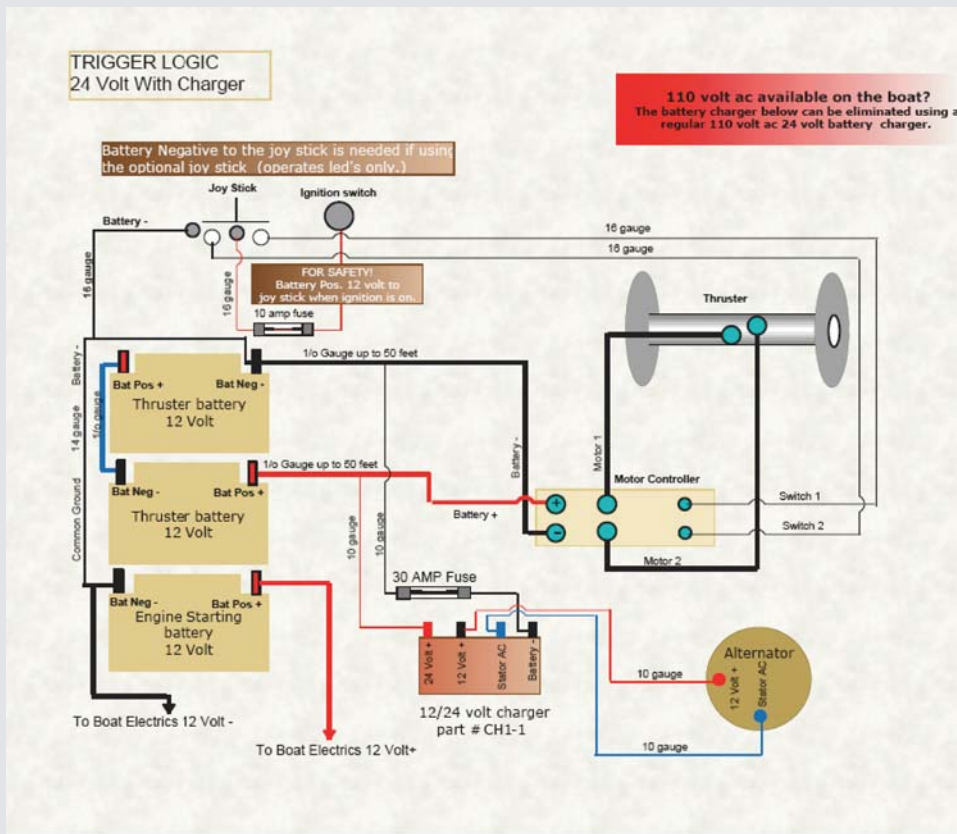 TRIGGER LOGIC
24 Volt With Charger
110 volt ac available on the boat?
The battery charger below can be eliminated using a
regular 110 volt ac 24 volt battery charger.
Battery Negative to the joy stick is needed if using
the optional joy stick (operates led's only.)
Joy Stick
Ignition switch
Battery -
16 gauge
16 gauge
16 gauge
16 gauge
FOR SAFETY!
Battery Pos. 12 volt to
joy stick when ignition is on.
10 amp fuse
Thruster
1/o Gauge up to 50 feet
Battery -
Bat Pos +
Bat Neg -
Thruster battery
12 Volt
1/o gauge
14 gauge
Common Ground
1/o Gauge up to 50 feet
Bat Neg -
Bat Pos +
Thruster battery
12 Volt
Battery +
Battery -
Motor 1
Motor Controller
+
-
Switch 1
Switch 2
Motor 2
10 gauge
10 gauge
30 AMP Fuse
Bat Neg -
Bat Pos +
Engine Starting
battery
12 Volt
24 Volt +
12 Volt +
Stator AC
Battery -
12/24 volt charger
part # CH1-1
Alternator
12 Volt +
Stator AC
10 gauge
10 gauge
To Boat Electrics 12 Volt -
To Boat Electrics 12 Volt+